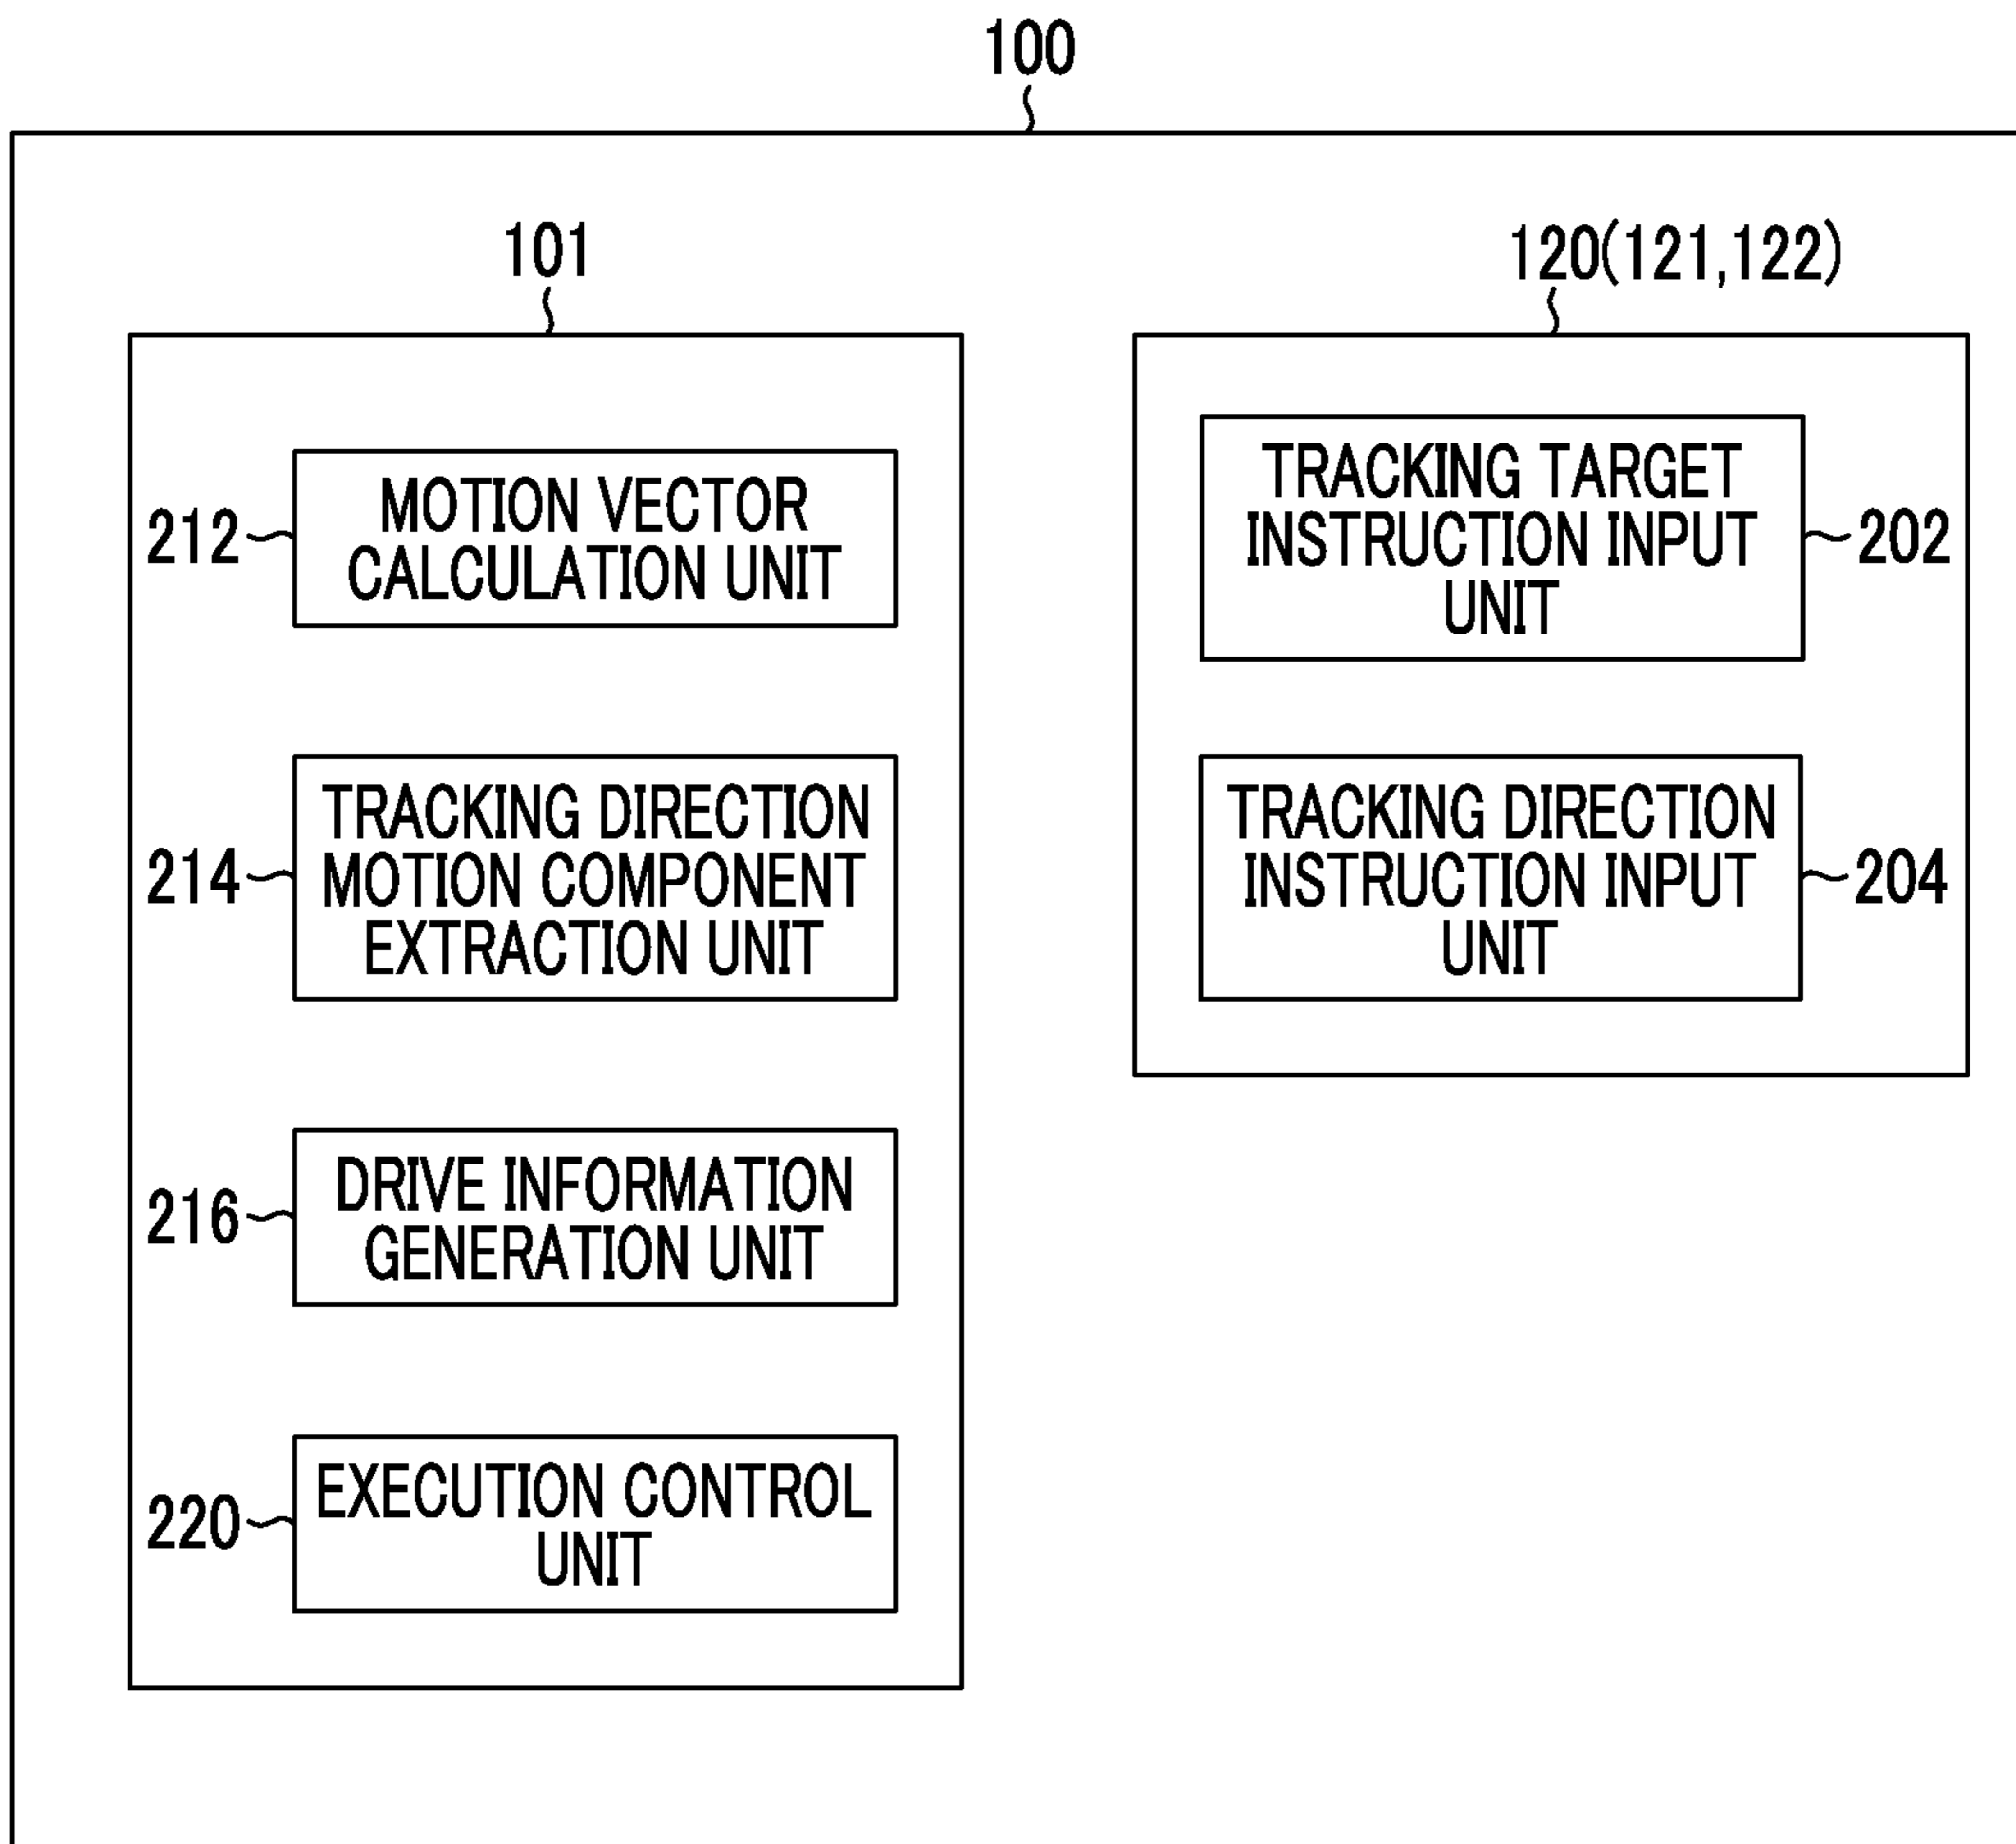 100
101
212
MOTION VECTOR
CALCULATION UNIT
214
TRACKING DIRECTION
MOTION COMPONENT
EXTRACTION UNIT
216
DRIVE INFORMATION
GENERATION UNIT
220
EXECUTION CONTROL
UNIT
120(121,122)
TRACKING TARGET
INSTRUCTION INPUT
UNIT
202
TRACKING DIRECTION
INSTRUCTION INPUT
UNIT
204